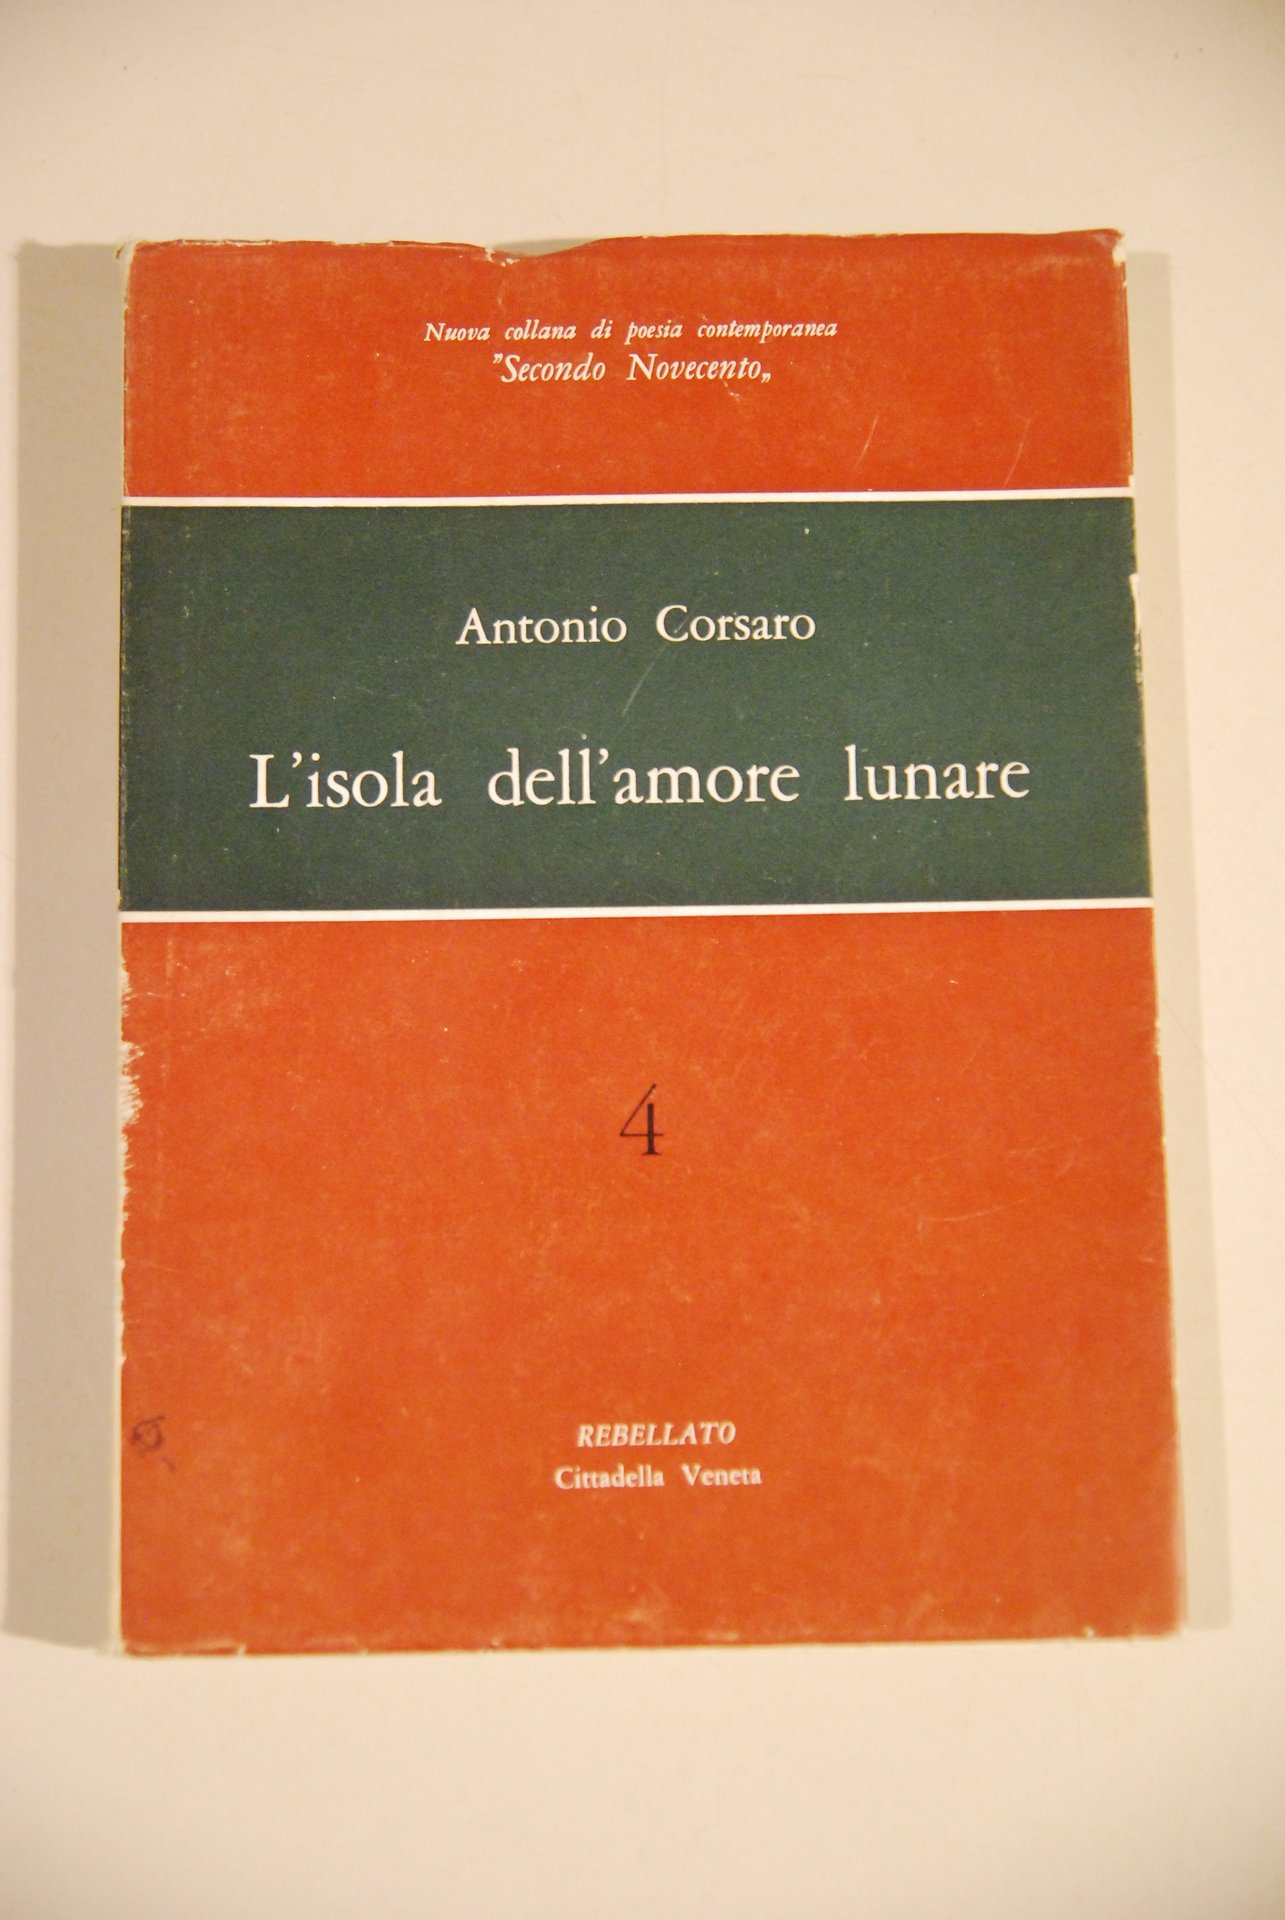 Nuova collana di poesia contemporanea
"Secondo Novecento„
Antonio Corsaro
L'isola dell'amore lunare
4
REBELLATO
Cittadella Veneta